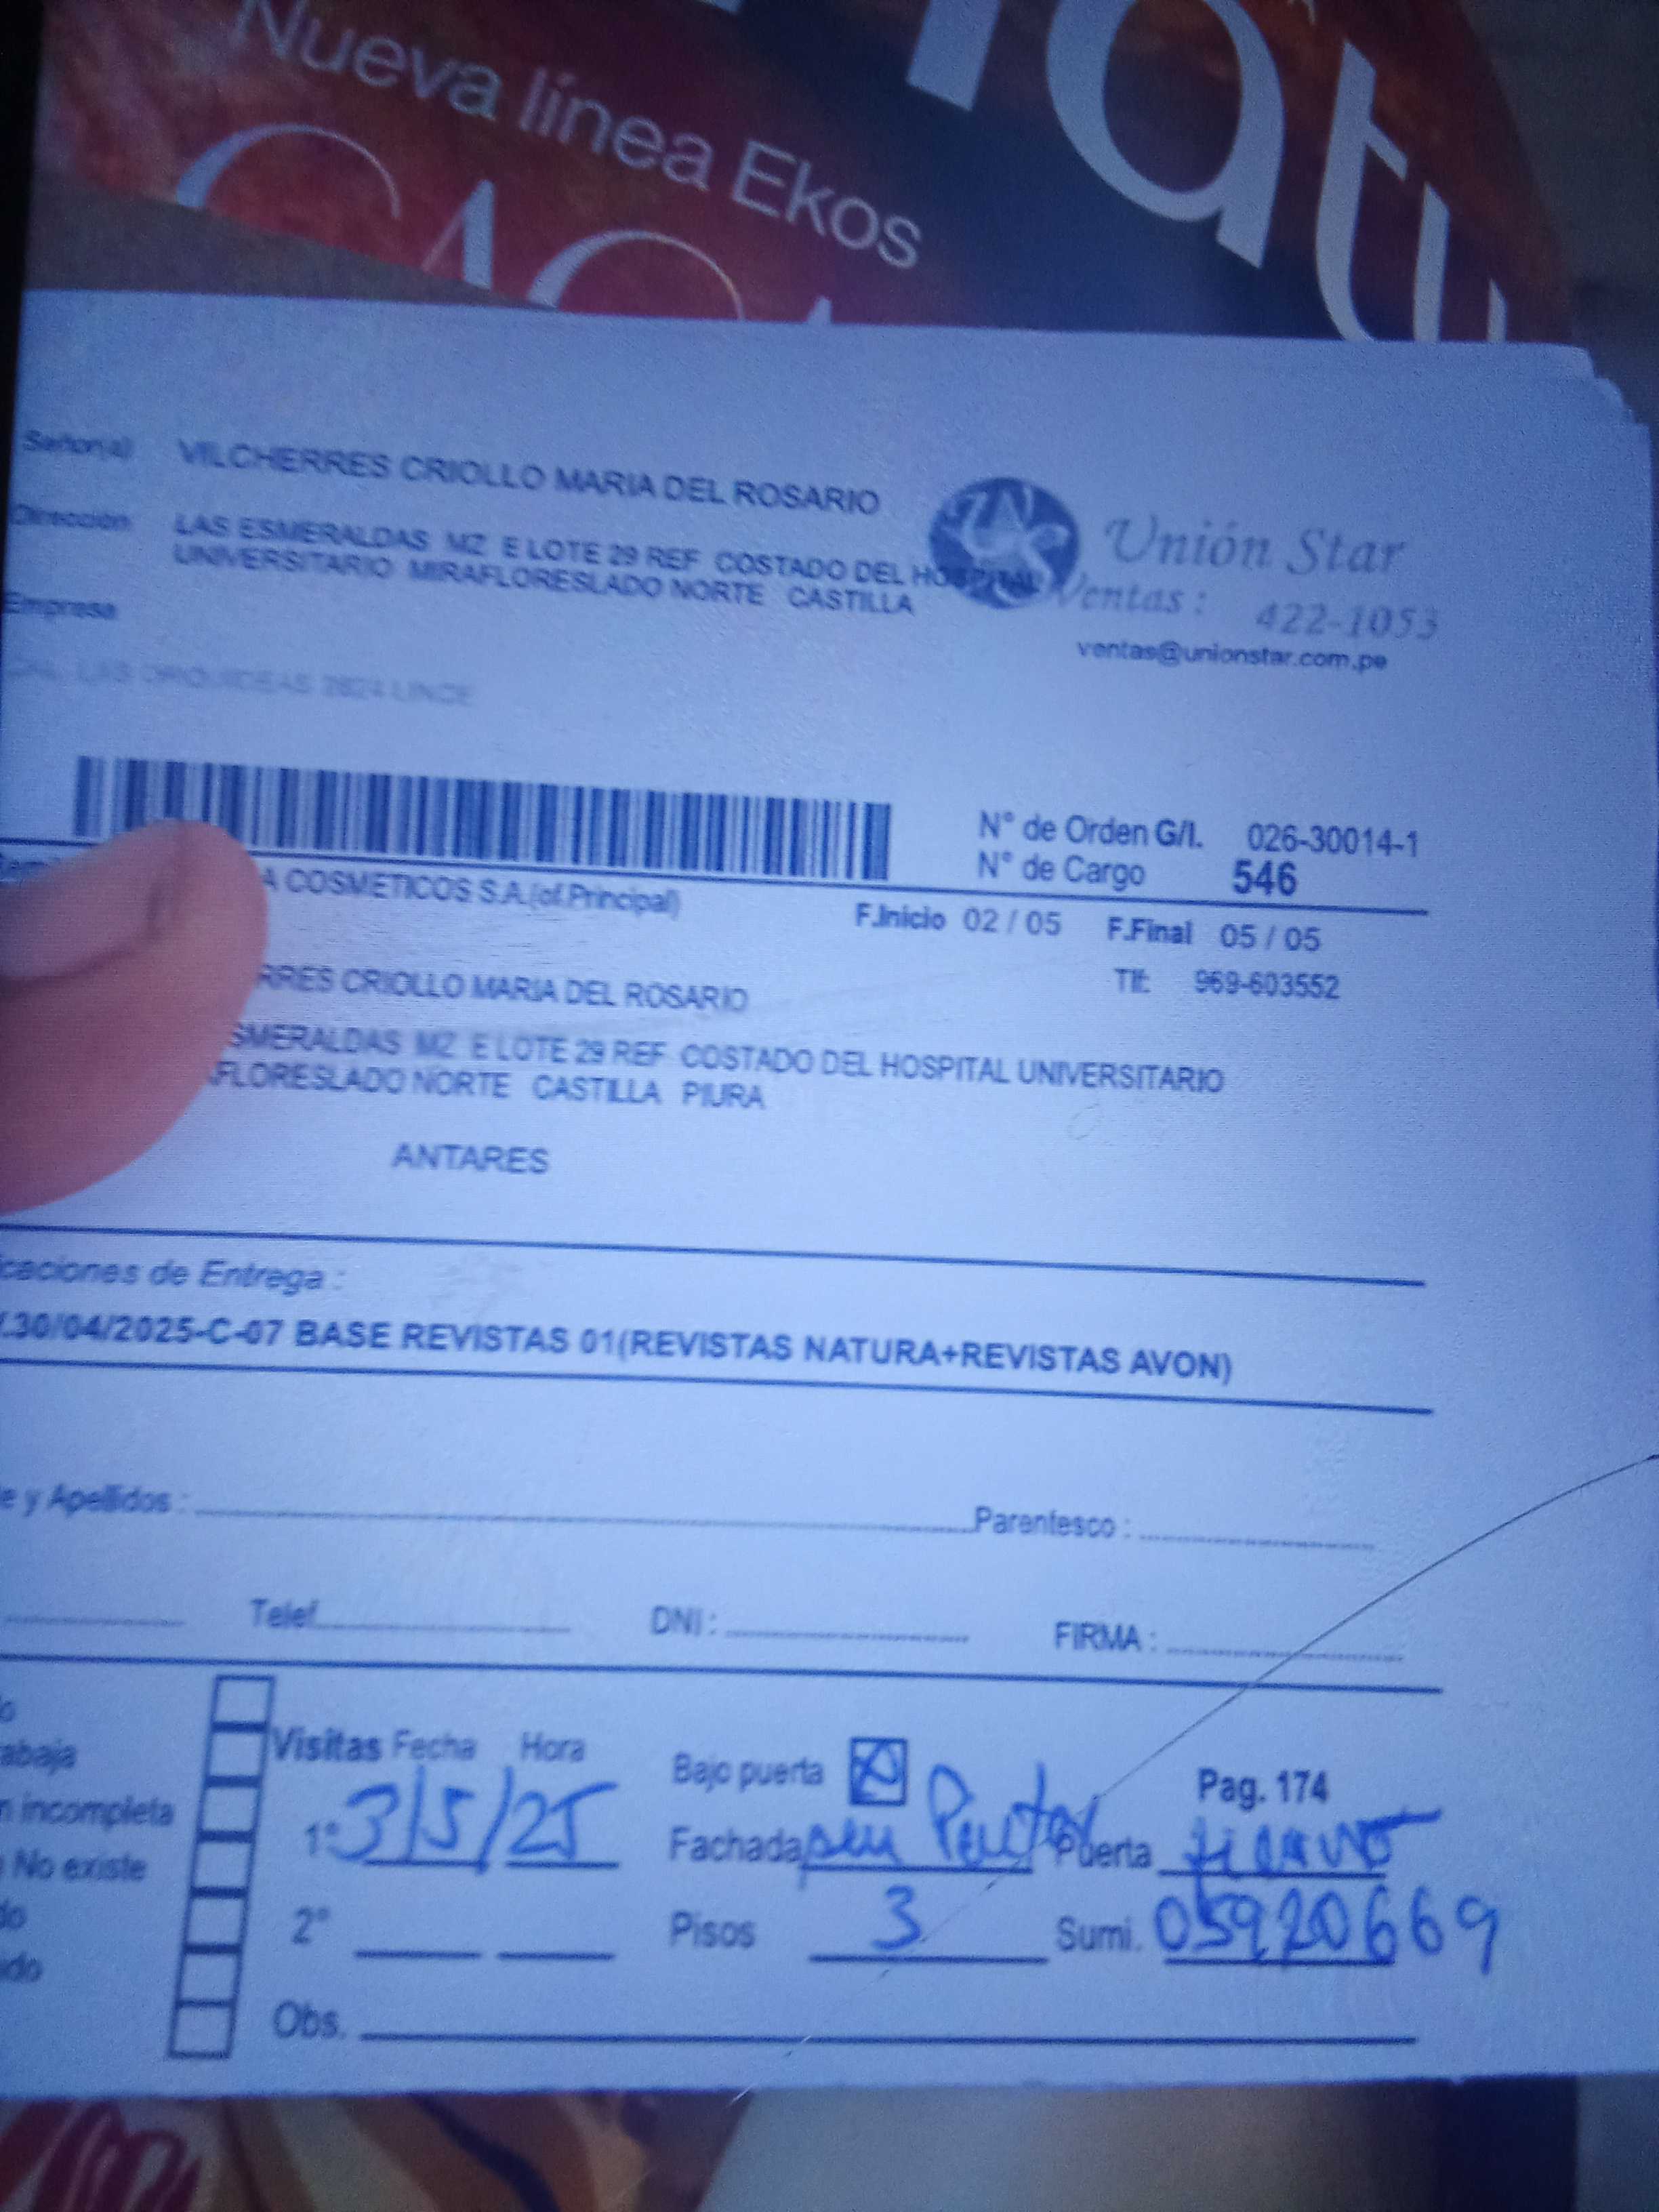 Nueva línea Ekos
Señor(a) VILCHERRES CRIOLLO MARIA DEL ROSARIO
Dirección LAS ESMERALDAS MZ E LOTE 29 REF COSTADO DEL HOSPITAL
UNIVERSITARIO MIRAFLORESLADO NORTE CASTILLA
Empresa
Unión Star
Ventas: 422-1053
ventas@unionstar.com.pe
CAL. LAS ORQUIDEAS 2624 LINCE
N° de Orden G/I. 026-30014-1
N° de Cargo 546
A COSMETICOS S.A.(of.Principal)
F.Inicio 02 / 05 F.Final 05 / 05
RRES CRIOLLO MARIA DEL ROSARIO
Tlf: 969-603552
SMERALDAS MZ E LOTE 29 REF COSTADO DEL HOSPITAL UNIVERSITARIO
FLORESLADO NORTE CASTILLA PIURA
ANTARES
caciones de Entrega :
.30/04/2025-C-07 BASE REVISTAS 01(REVISTAS NATURA+REVISTAS AVON)
e y Apellidos : Parentesco :
Telef. DNI : FIRMA :
o
abaja
n incompleta
No existe
do
do
Visitas Fecha Hora
1° 3/5/25
2°
Obs.
Bajo puerta
Fachada
Pisos 3
Pag. 174
Puerta
Sumi. 05920669